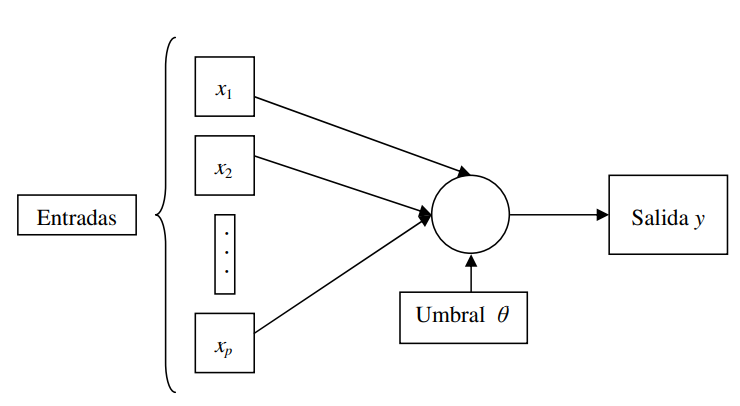 x1
x2
Entradas
⋮
Salida y
Umbral θ
xp